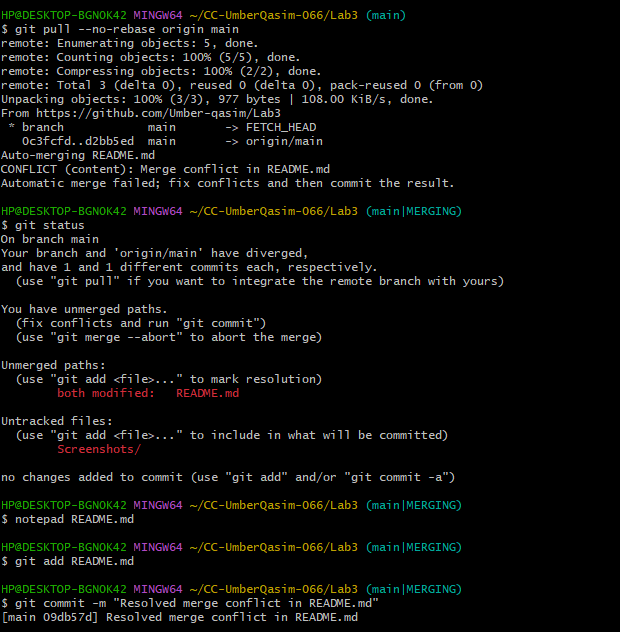 HP@DESKTOP-BGNOK42 MINGW64 ~/CC-UmberQasim-066/Lab3 (main)
$ git pull --no-rebase origin main
remote: Enumerating objects: 5, done.
remote: Counting objects: 100% (5/5), done.
remote: Compressing objects: 100% (2/2), done.
remote: Total 3 (delta 0), reused 0 (delta 0), pack-reused 0 (from 0)
Unpacking objects: 100% (3/3), 977 bytes | 108.00 KiB/s, done.
From https://github.com/Umber-qasim/Lab3
 * branch            main       -> FETCH_HEAD
   0c3fcfd..d2bb5ed  main       -> origin/main
Auto-merging README.md
CONFLICT (content): Merge conflict in README.md
Automatic merge failed; fix conflicts and then commit the result.
HP@DESKTOP-BGNOK42 MINGW64 ~/CC-UmberQasim-066/Lab3 (main|MERGING)
$ git status
On branch main
Your branch and 'origin/main' have diverged,
and have 1 and 1 different commits each, respectively.
  (use "git pull" if you want to integrate the remote branch with yours)
You have unmerged paths.
  (fix conflicts and run "git commit")
  (use "git merge --abort" to abort the merge)
Unmerged paths:
  (use "git add <file>..." to mark resolution)
        both modified:   README.md
Untracked files:
  (use "git add <file>..." to include in what will be committed)
        Screenshots/
no changes added to commit (use "git add" and/or "git commit -a")
HP@DESKTOP-BGNOK42 MINGW64 ~/CC-UmberQasim-066/Lab3 (main|MERGING)
$ notepad README.md
HP@DESKTOP-BGNOK42 MINGW64 ~/CC-UmberQasim-066/Lab3 (main|MERGING)
$ git add README.md
HP@DESKTOP-BGNOK42 MINGW64 ~/CC-UmberQasim-066/Lab3 (main|MERGING)
$ git commit -m "Resolved merge conflict in README.md"
[main 09db57d] Resolved merge conflict in README.md